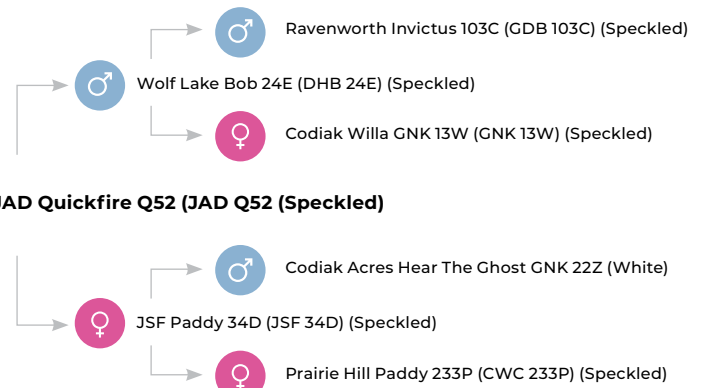 Ravenworth Invictus 103C (GDB 103C) (Speckled)
Wolf Lake Bob 24E (DHB 24E) (Speckled)
Codiak Willa GNK 13W (GNK 13W) (Speckled)
JAD Quickfire Q52 (JAD Q52 (Speckled)
Codiak Acres Hear The Ghost GNK 22Z (White)
JSF Paddy 34D (JSF 34D) (Speckled)
Prairie Hill Paddy 233P (CWC 233P) (Speckled)